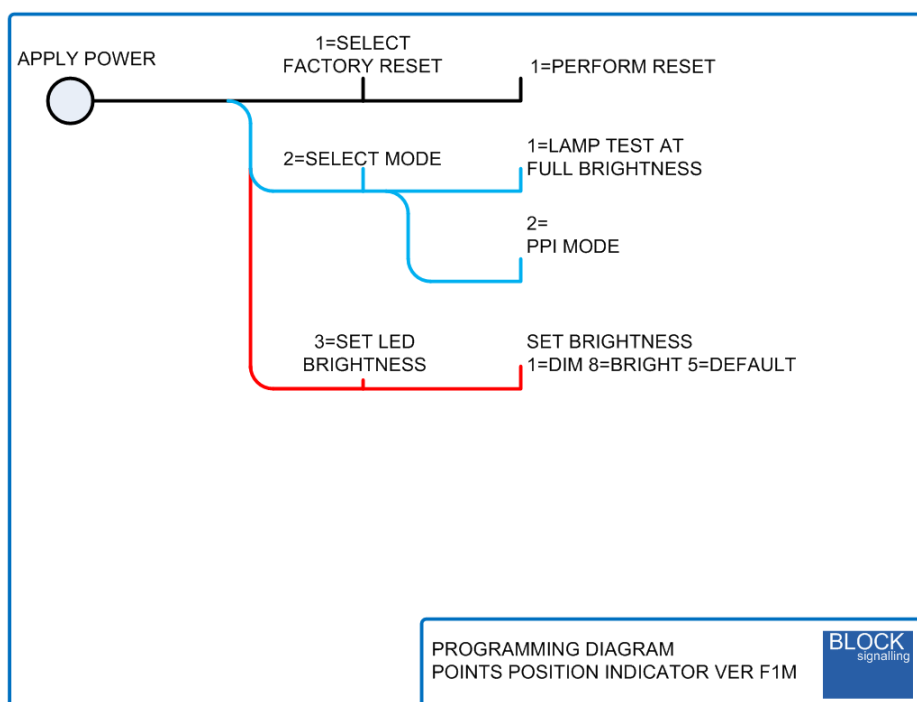 APPLY POWER
1=SELECT
FACTORY RESET
1=PERFORM RESET
2=SELECT MODE
1=LAMP TEST AT
FULL BRIGHTNESS
2=
PPI MODE
3=SET LED
BRIGHTNESS
SET BRIGHTNESS
1=DIM 8=BRIGHT 5=DEFAULT
PROGRAMMING DIAGRAM
POINTS POSITION INDICATOR VER F1M
BLOCK
signalling